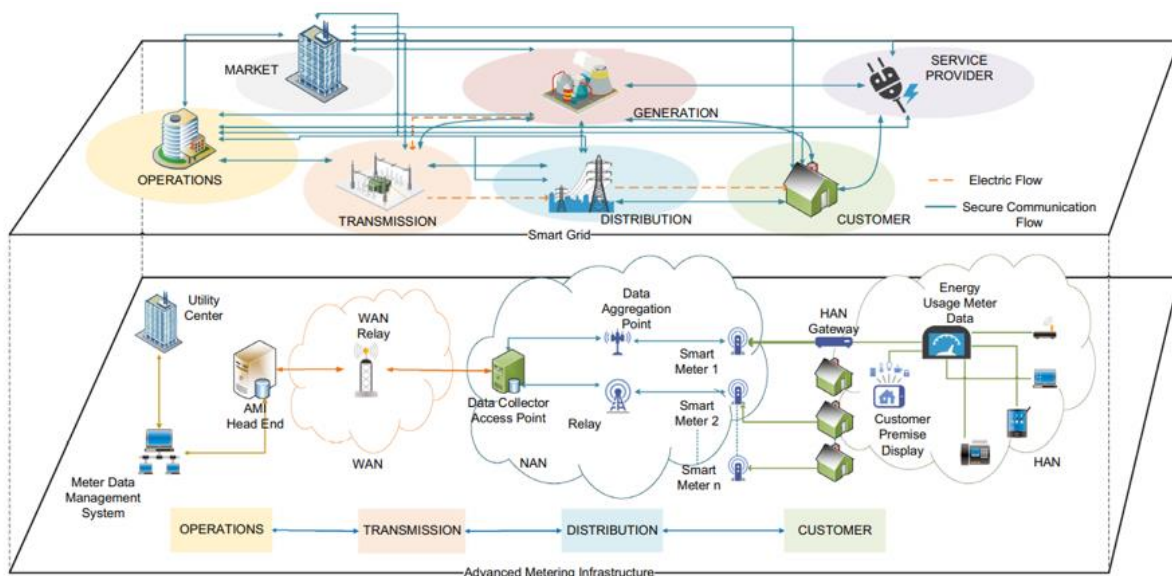 MARKET
SERVICE
PROVIDER
GENERATION
OPERATIONS
TRANSMISSION
DISTRIBUTION
CUSTOMER
Electric Flow
Secure Communication
Flow
Smart Grid
Utility
Center
WAN
Relay
Data
Aggregation
Point
HAN
Gateway
Energy
Usage Meter
Data
Smart
Meter 1
AMI
Head End
Data Collector
Access Point
Relay
Smart
Meter 2
Customer
Premise
Display
WAN
NAN
Smart
Meter n
HAN
Meter Data
Management
System
OPERATIONS
TRANSMISSION
DISTRIBUTION
CUSTOMER
Advanced Metering Infrastructure